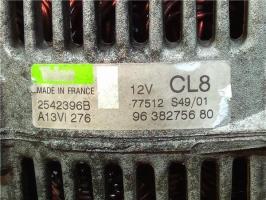 Valeo
12V CL8
MADE IN FRANCE
2542396B 77512 S49/01
A13VI 276 96 382756 80